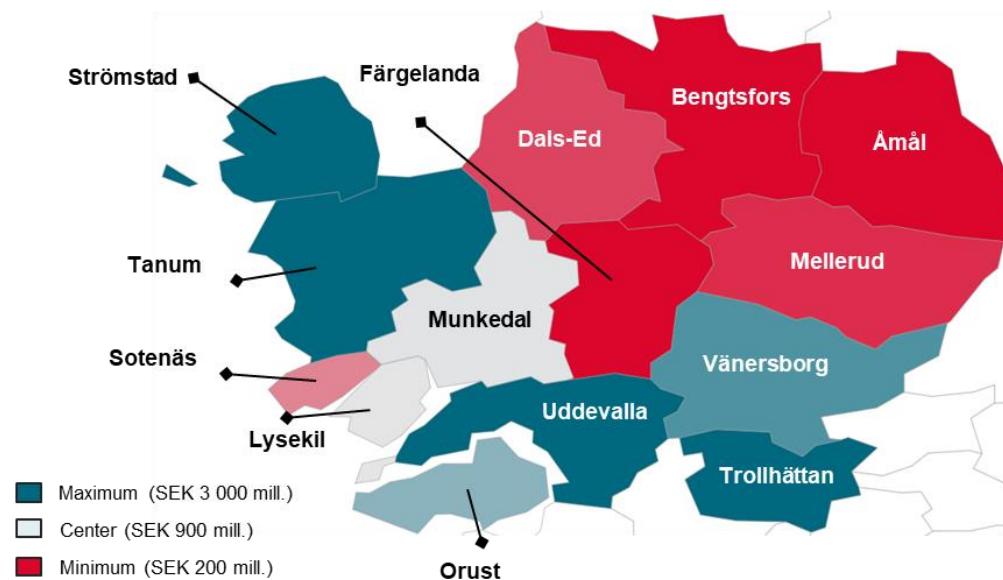 Strömstad
Färgelanda
Bengtsfors
Dals-Ed
Åmål
Tanum
Mellerud
Munkedal
Sotenäs
Vänersborg
Uddevalla
Lysekil
Trollhättan
Maximum (SEK 3 000 mill.)
Center (SEK 900 mill.)
Minimum (SEK 200 mill.)
Orust